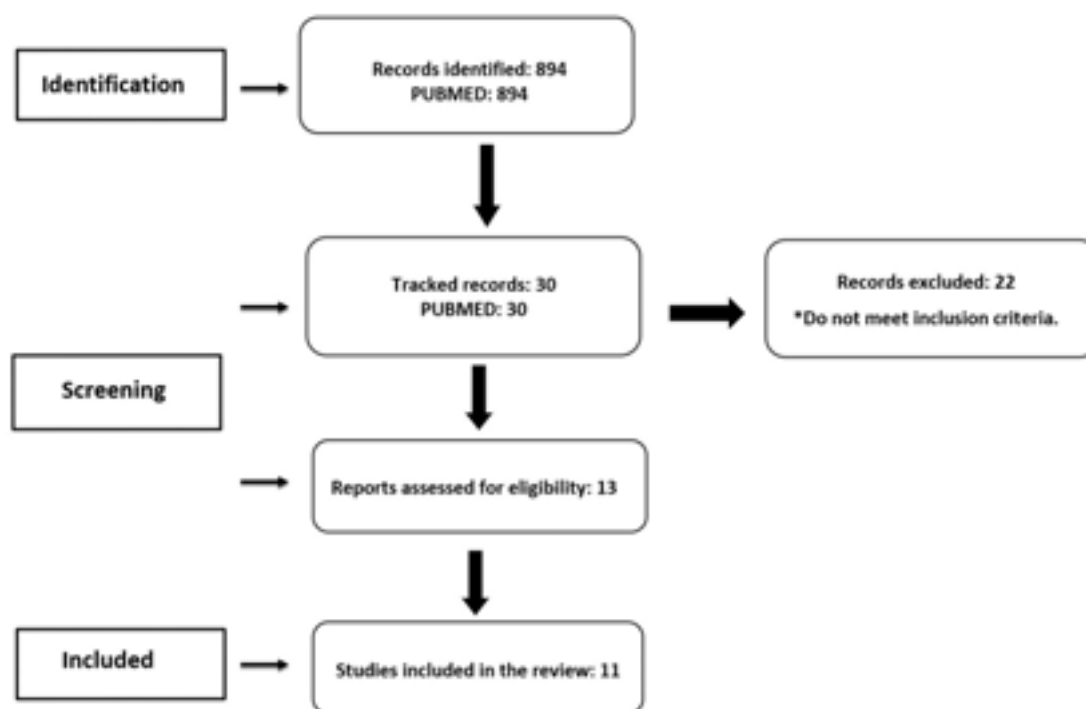 Identification
Records identified: 894
PUBMED: 894
Screening
Tracked records: 30
PUBMED: 30
Records excluded: 22
*Do not meet inclusion criteria.
Reports assessed for eligibility: 13
Included
Studies included in the review: 11